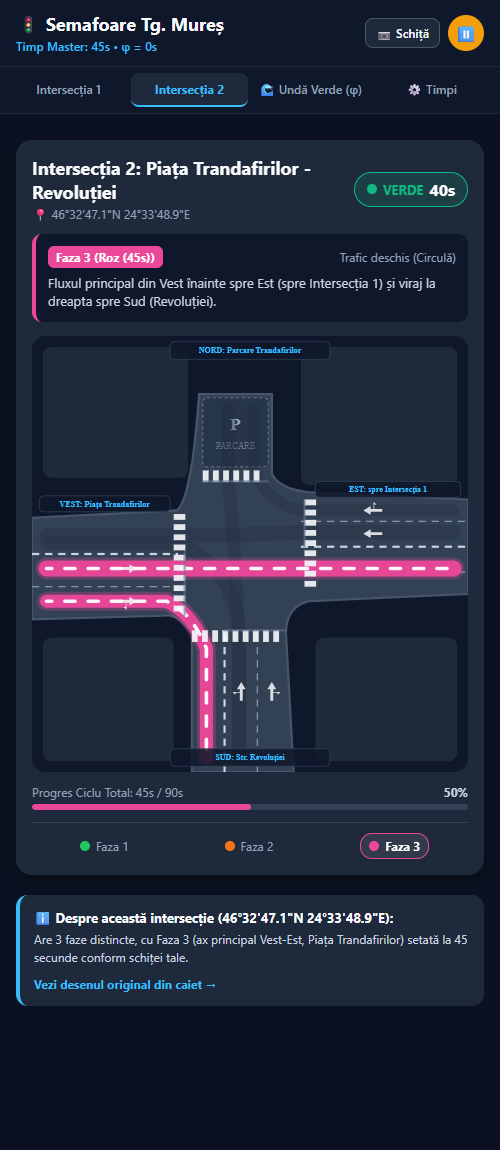 Semafoare Tg. Mureș
Timp Master: 45s • φ = 0s
Schiță
Intersecția 1
Intersecția 2
Undă Verde (φ)
Timpi
Intersecția 2: Piața Trandafirilor -
Revoluției
46°32'47.1"N 24°33'48.9"E
VERDE 40s
Faza 3 (Roz (45s))
Trafic deschis (Circulă)
Fluxul principal din Vest înainte spre Est (spre Intersecția 1) și viraj la
dreapta spre Sud (Revoluției).
NORD: Parcare Trandafirilor
P
PARCARE
EST: spre Intersecția 1
VEST: Piața Trandafirilor
SUD: Str. Revoluției
Progres Ciclu Total: 45s / 90s
50%
Faza 1
Faza 2
Faza 3
Despre această intersecție (46°32'47.1"N 24°33'48.9"E):
Are 3 faze distincte, cu Faza 3 (ax principal Vest-Est, Piața Trandafirilor) setată la 45
secunde conform schiței tale.
Vezi desenul original din caiet →